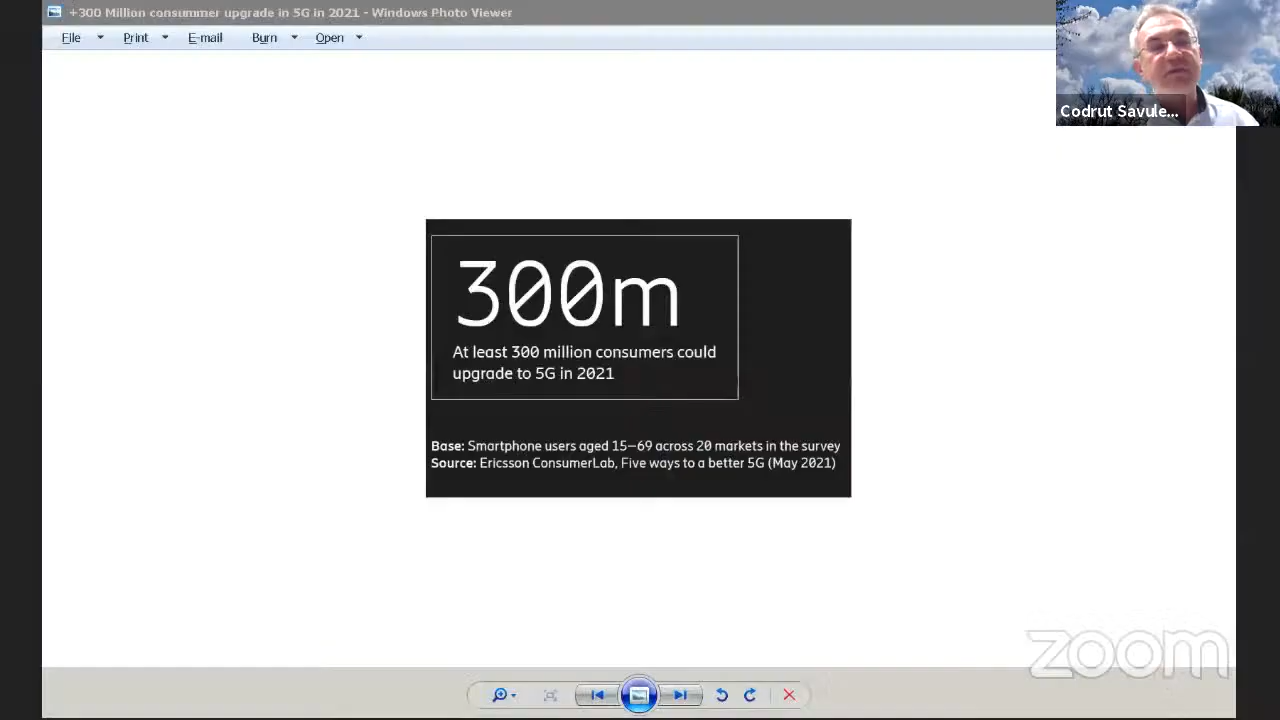 +300 Million consummer upgrade in 5G in 2021 - Windows Photo Viewer
File Print E-mail Burn Open
Codrut Savule...
300m
At least 300 million consumers could
upgrade to 5G in 2021
Base: Smartphone users aged 15–69 across 20 markets in the survey
Source: Ericsson ConsumerLab, Five ways to a better 5G (May 2021)
zoom